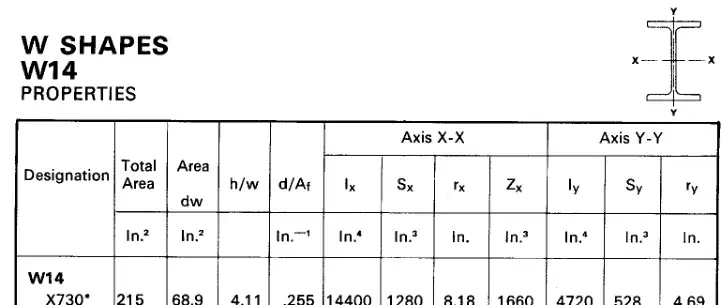 Y
W SHAPES
W14
PROPERTIES
X X
Y
Axis X-X Axis Y-Y
Designation Total Area Area dw h/w d/Af Ix Sx rx Zx Iy Sy ry
In.² In.² In.⁻¹ In.⁴ In.³ In. In.³ In.⁴ In.³ In.
W14
X730* 215 68.9 4.11 .255 14400 1280 8.18 1660 4720 528 4.69